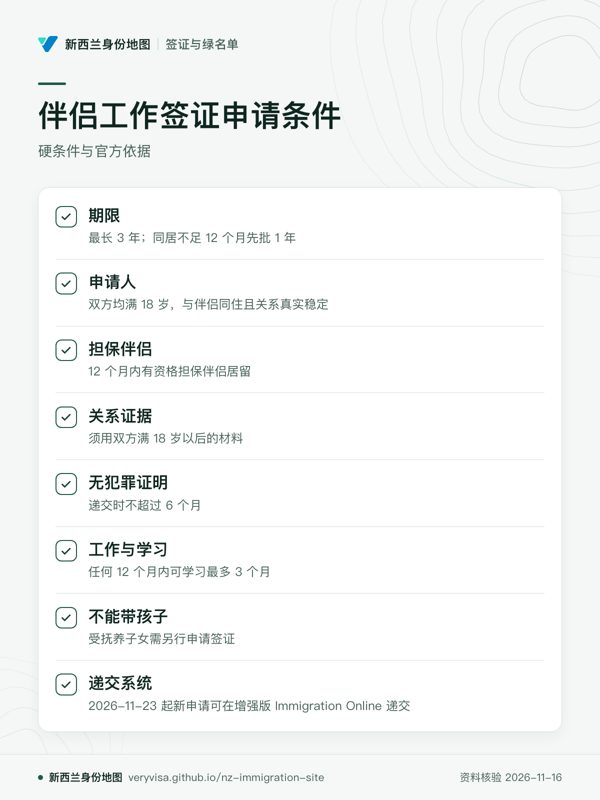 新西兰身份地图 签证与绿名单
伴侣工作签证申请条件
硬条件与官方依据
期限
最长 3 年；同居不足 12 个月先批 1 年
申请人
双方均满 18 岁，与伴侣同住且关系真实稳定
担保伴侣
12 个月内有资格担保伴侣居留
关系证据
须用双方满 18 岁以后的材料
无犯罪证明
递交时不超过 6 个月
工作与学习
任何 12 个月内可学习最多 3 个月
不能带孩子
受抚养子女需另行申请签证
递交系统
2026-11-23 起新申请可在增强版 Immigration Online 递交
新西兰身份地图 veryvisa.github.io/nz-immigration-site 资料核验 2026-11-16